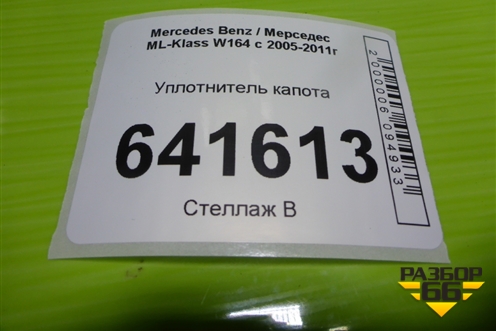 Mercedes Benz / Мерседес
ML-Klass W164 с 2005-2011г
Уплотнитель капота
641613
Стеллаж В
2000006094933
РАЗБОР
66